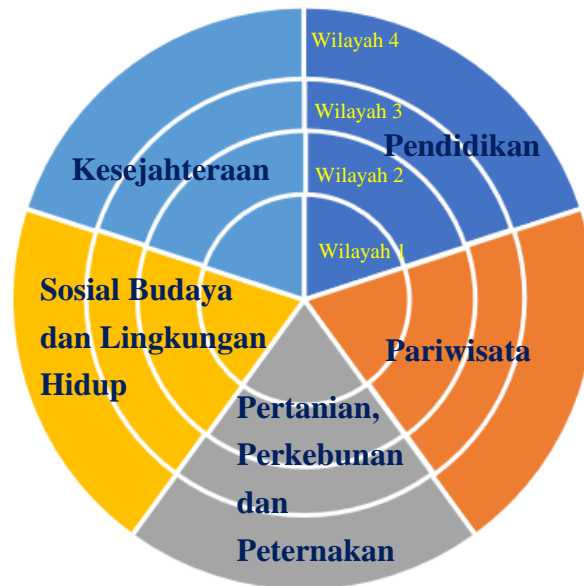 Wilayah 4
Wilayah 3
Pendidikan
Kesejahteraan
Wilayah 2
Wilayah 1
Sosial Budaya
dan Lingkungan
Hidup
Pariwisata
Pertanian,
Perkebunan
dan
Peternakan